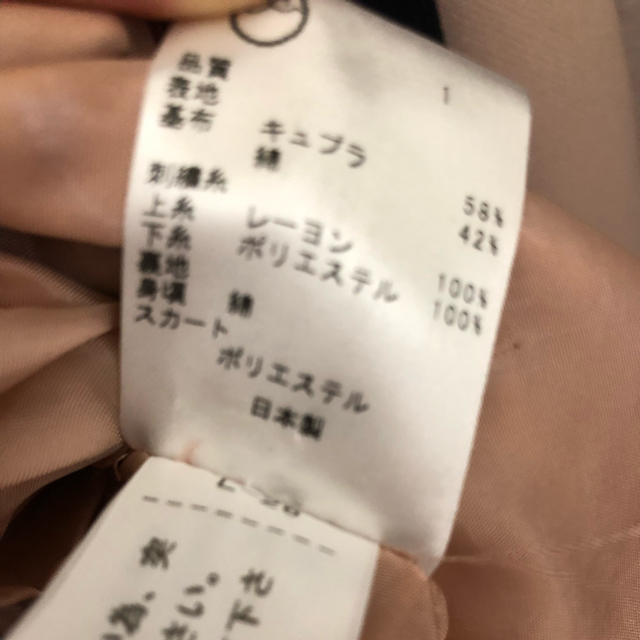 品質 1
表地
基布 キュプラ 58%
綿 42%
刺繍糸
上糸 レーヨン 100%
下糸 ポリエステル 100%
裏地
身頃 綿
スカート
ポリエステル
日本製